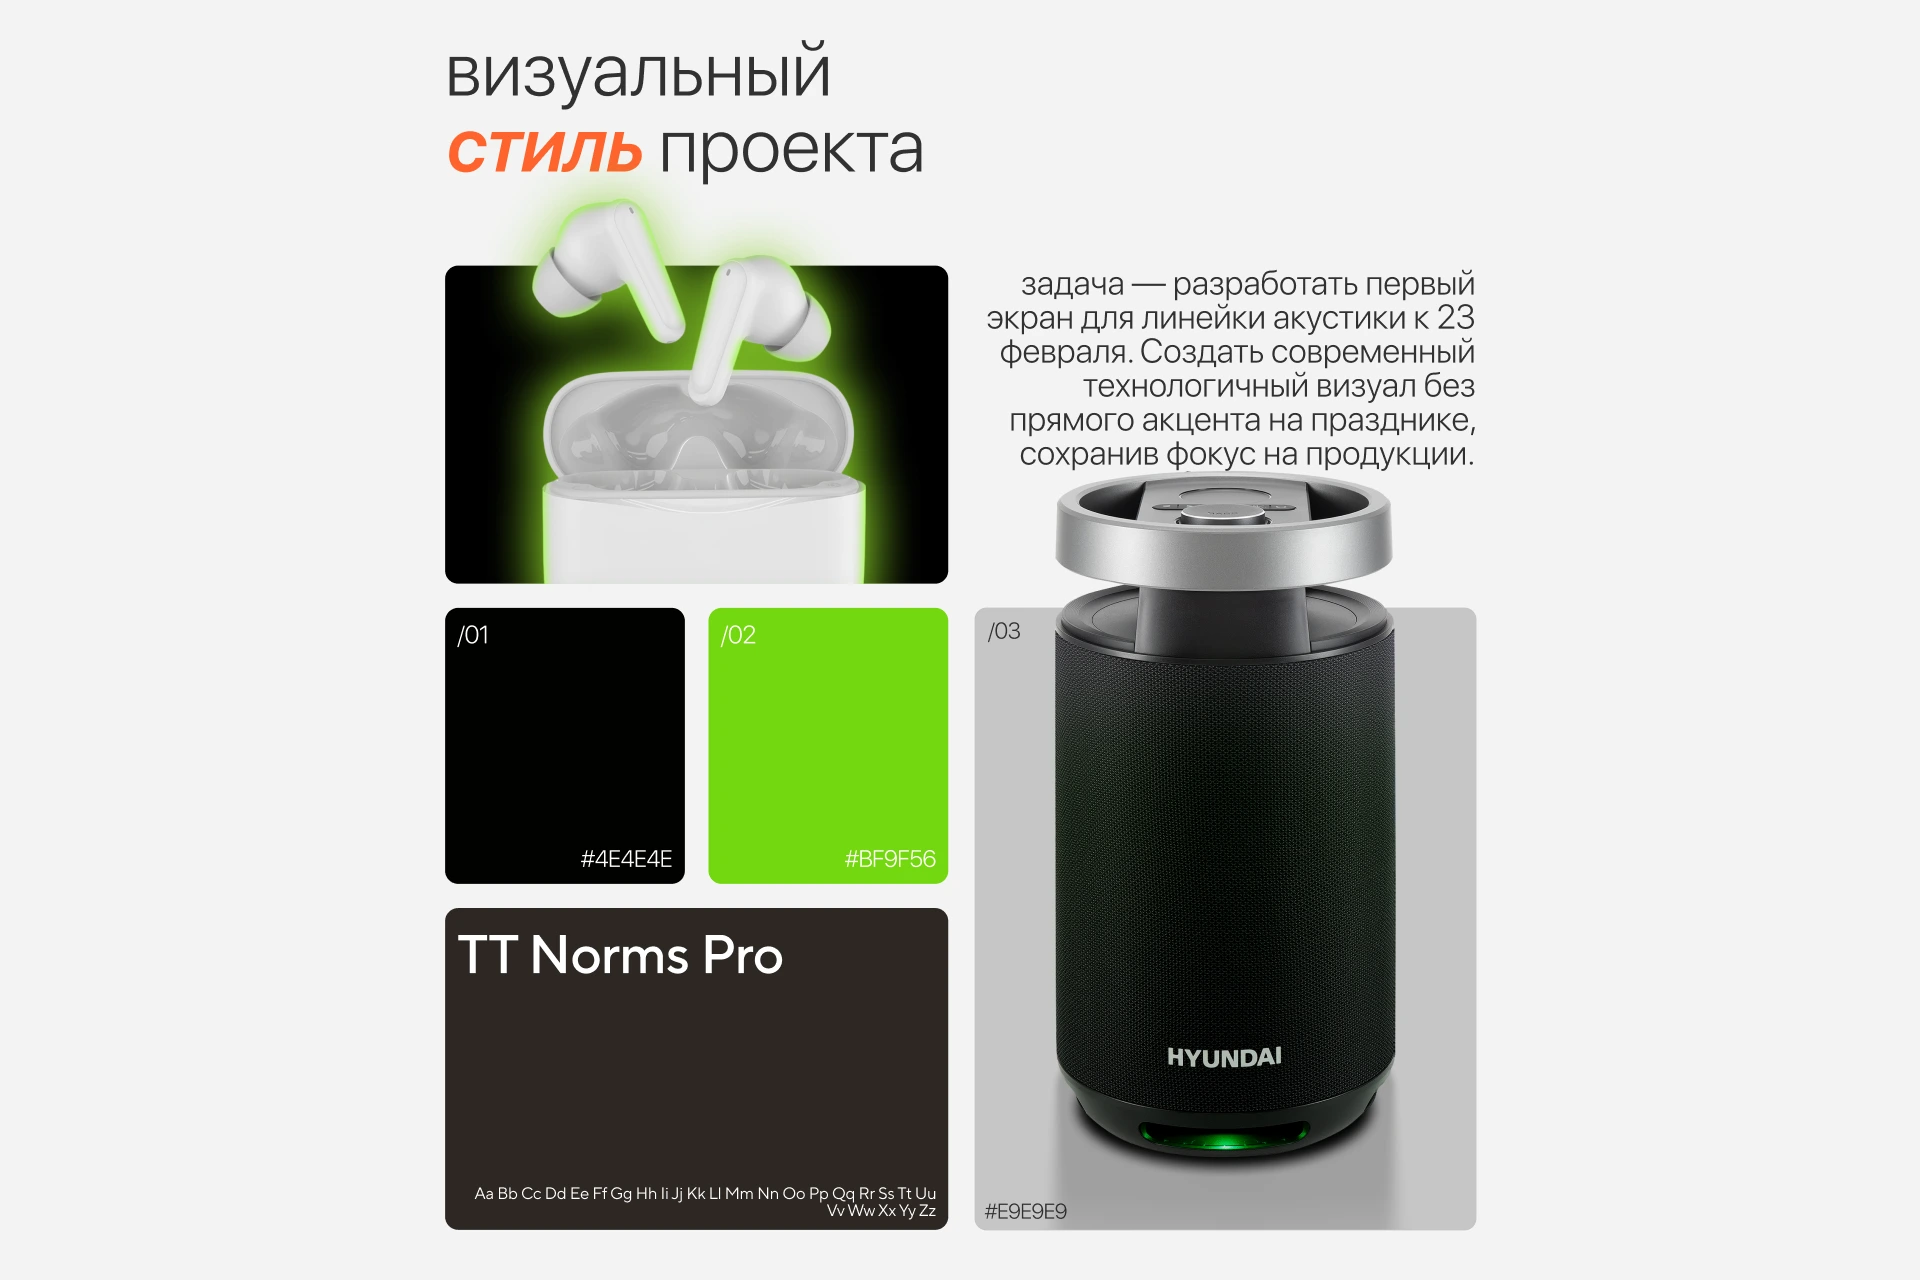 визуальный
стиль проекта
задача — разработать первый
экран для линейки акустики к 23
февраля. Создать современный
технологичный визуал без
прямого акцента на празднике,
сохранив фокус на продукции.
/01
#4E4E4E
/02
#BF9F56
/03
HYUNDAI
#E9E9E9
TT Norms Pro
Aa Bb Cc Dd Ee Ff Gg Hh Ii Jj Kk Ll Mm Nn Oo Pp Qq Rr Ss Tt Uu
Vv Ww Xx Yy Zz